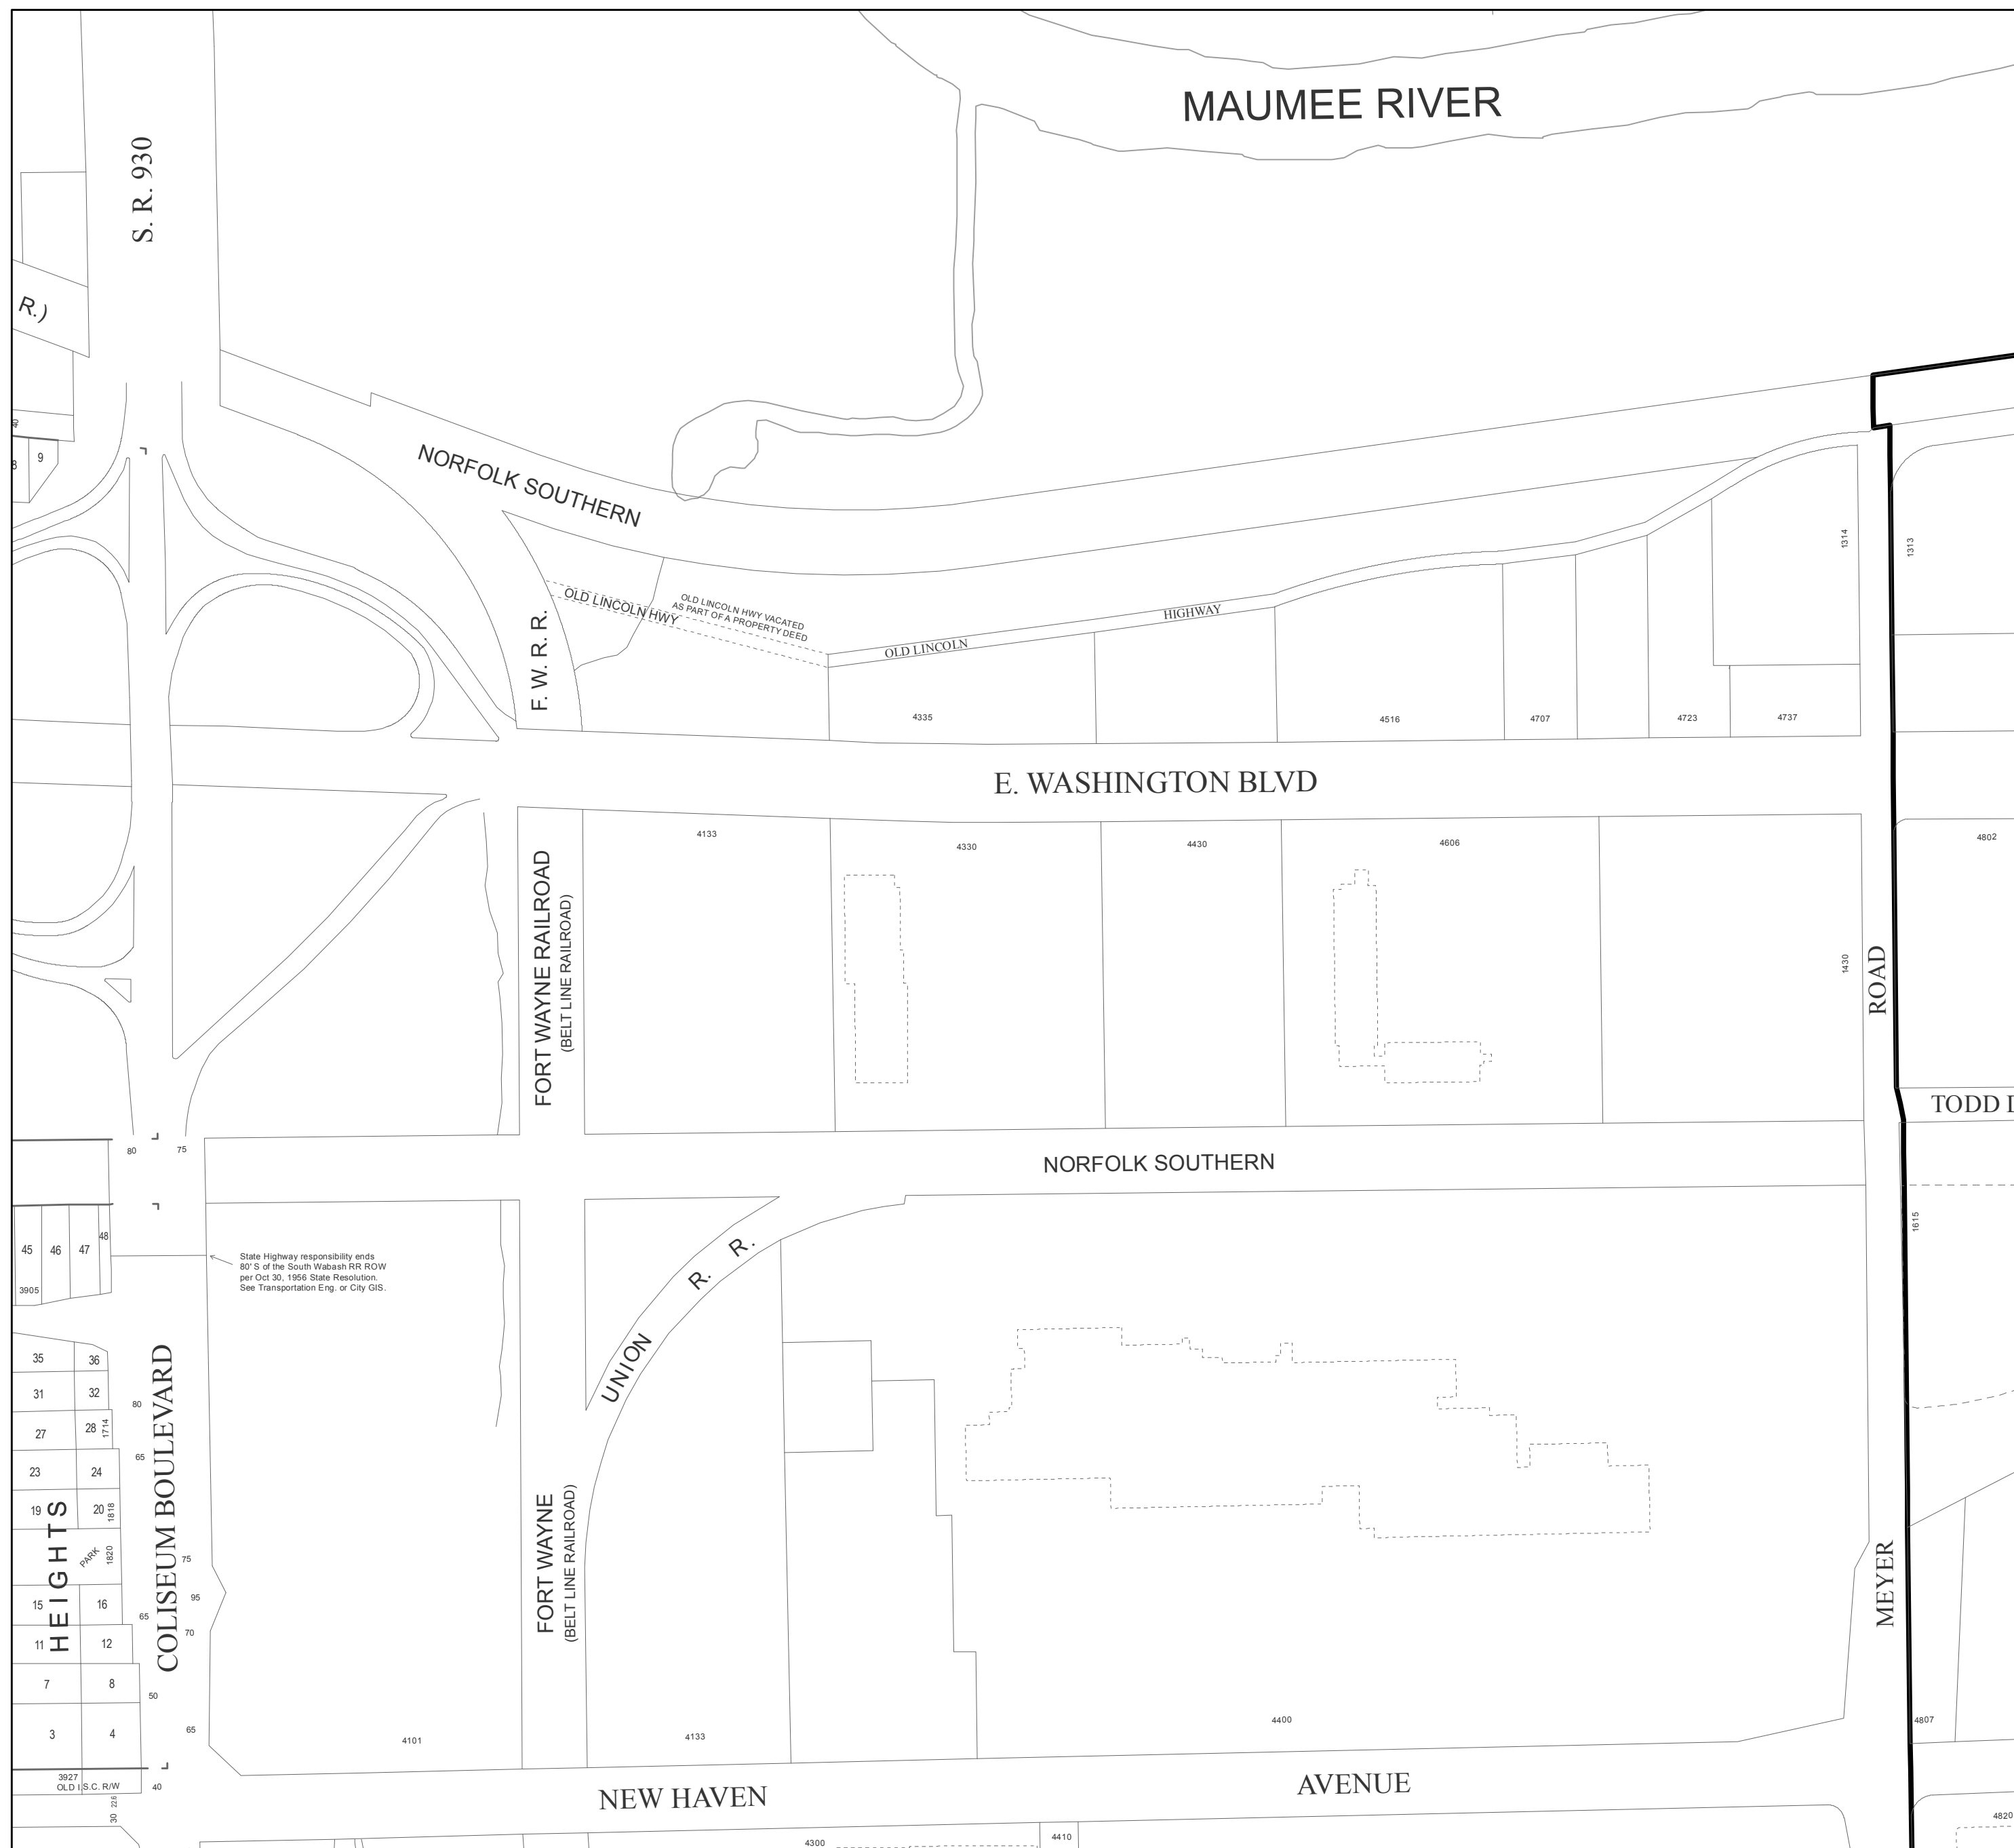 MAUMEE RIVER
S. R. 930
R.)
40
8
9
NORFOLK SOUTHERN
F. W. R. R.
OLD LINCOLN HWY
OLD LINCOLN HWY VACATED
AS PART OF A PROPERTY DEED
OLD LINCOLN
HIGHWAY
1314
1313
4335
4516
4707
4723
4737
E. WASHINGTON BLVD
4133
4330
4430
4606
4802
FORT WAYNE RAILROAD
(BELT LINE RAILROAD)
1430
ROAD
80
75
NORFOLK SOUTHERN
45
46
47
48
3905
State Highway responsibility ends
80' S of the South Wabash RR ROW
per Oct 30, 1956 State Resolution.
See Transportation Eng. or City GIS.
UNION R. R.
1615
35
36
31
32
27
28
1714
23
24
19
20
1818
PARK
1820
15
16
11
12
7
8
3
4
HEIGHTS
COLISEUM BOULEVARD
80
65
75
95
65
70
50
65
FORT WAYNE
(BELT LINE RAILROAD)
MEYER
4101
4133
4400
4807
3927
OLD I.S.C. R/W
40
30
22.6
NEW HAVEN
AVENUE
4300
4410
4820